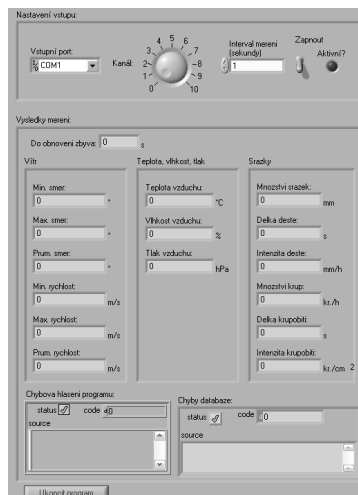 Nastavení vstupu:
Vstupní port:
COM1
Kanál:
0 1 2 3 4 5 6 7 8 9 10
Interval mereni
(sekundy)
1
Zapnout
Aktivní?
Vysledky mereni:
Do obnoveni zbyva: 0 s
Vítr
Min. smer:
0 °
Max. smer:
0 °
Prum. smer:
0 °
Min. rychlost:
0 m/s
Max. rychlost:
0 m/s
Prum. rychlost:
0 m/s
Teplota, vlhkost, tlak
Teplota vzduchu:
0 °C
Vlhkost vzduchu:
0 %
Tlak vzduchu:
0 hPa
Srazky
Mnozstvi srazek:
0 mm
Delka deste:
0 s
Intenzita deste:
0 mm/h
Mnozstvi krup:
0 kr./h
Delka krupobiti:
0 s
Intenzita krupobiti:
0 kr./cm 2
Chybova hlaseni programu:
status code d0
source
Chyby databaze:
status code 0
source
Ukoncit program